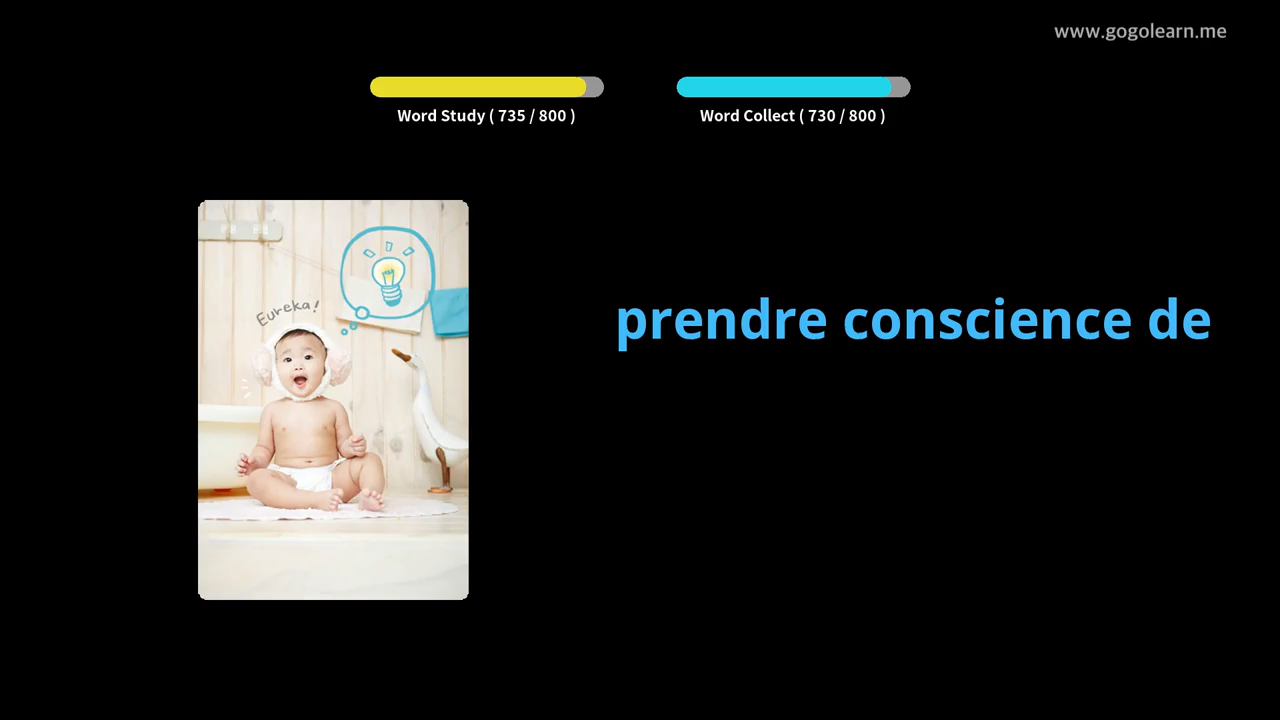 www.gogolearn.me
Word Study ( 735 / 800 )
Word Collect ( 730 / 800 )
Eureka!
prendre conscience de